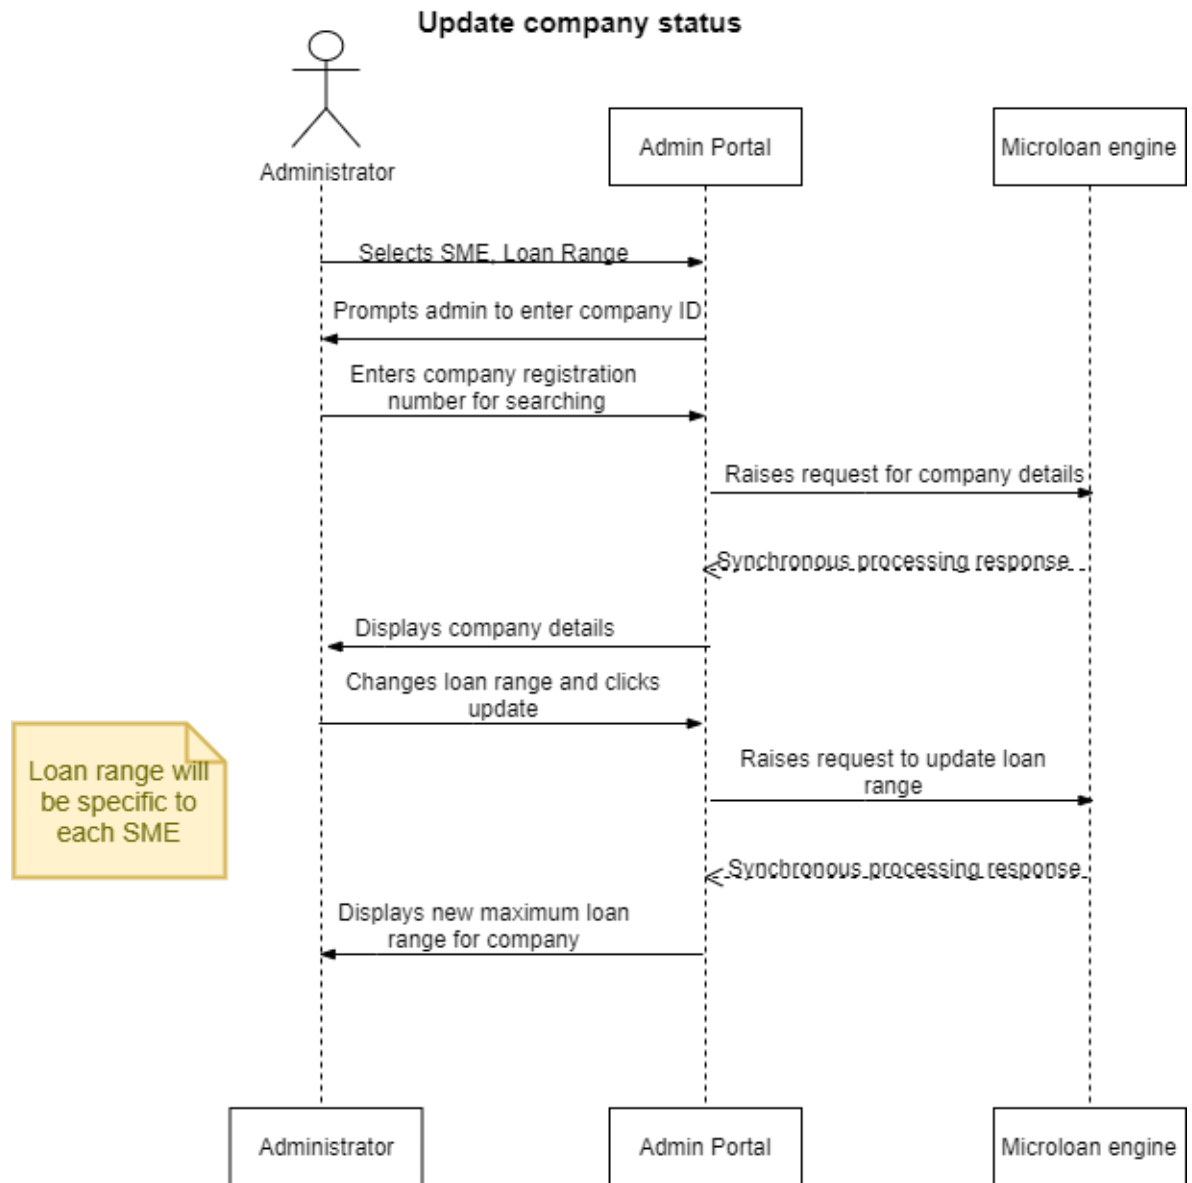 Update company status
Administrator
Admin Portal
Microloan engine
Selects SME, Loan Range
Prompts admin to enter company ID
Enters company registration
number for searching
Raises request for company details
Synchronous processing response
Displays company details
Changes loan range and clicks
update
Loan range will
be specific to
each SME
Raises request to update loan
range
Synchronous processing response
Displays new maximum loan
range for company
Administrator
Admin Portal
Microloan engine